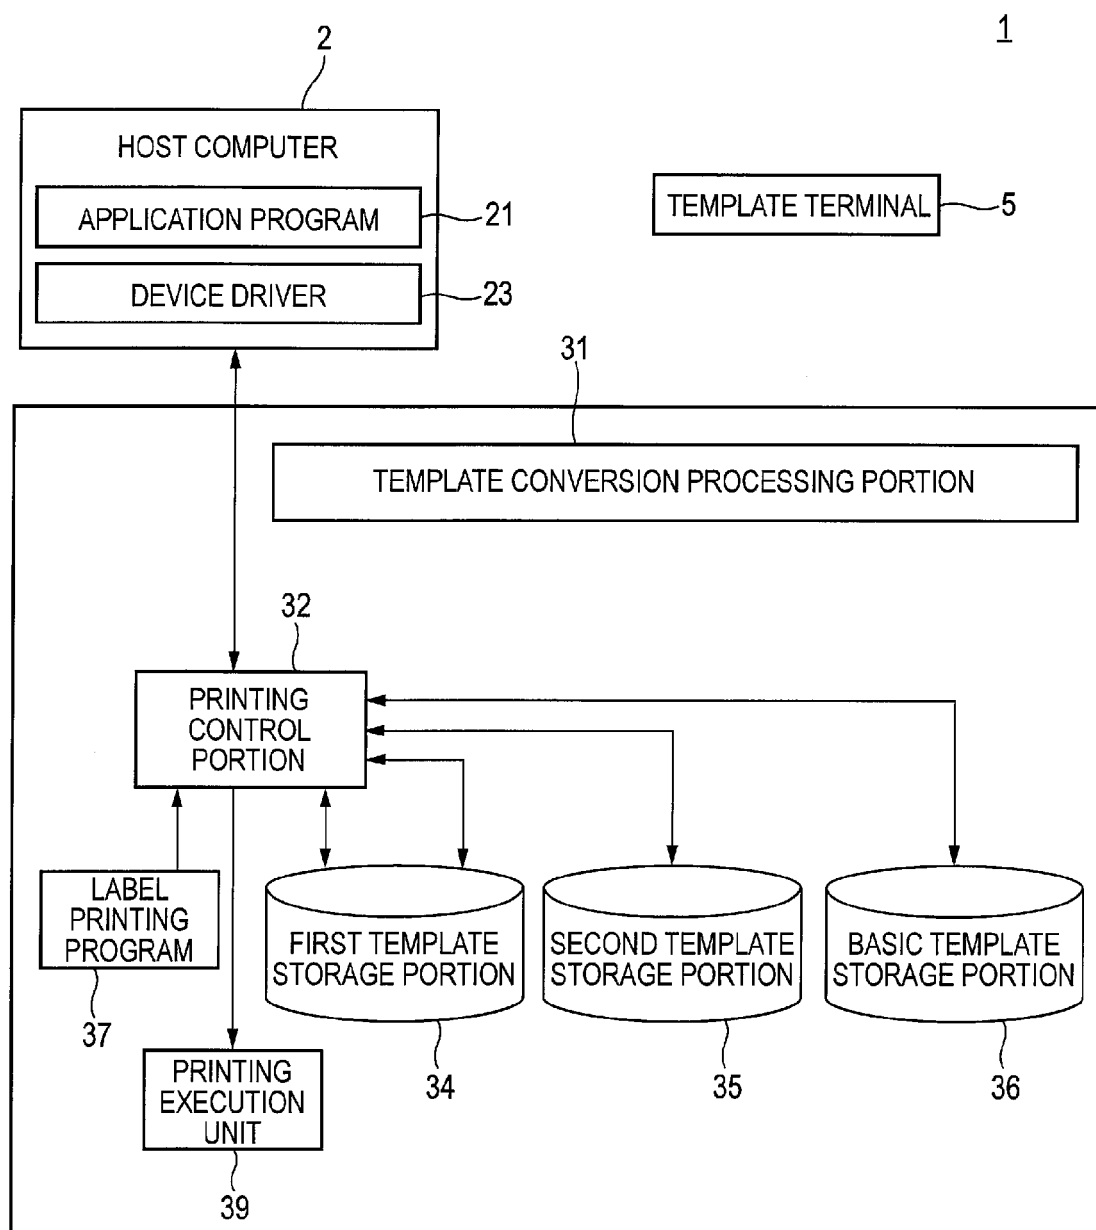 1
2
HOST COMPUTER
APPLICATION PROGRAM
21
DEVICE DRIVER
23
TEMPLATE TERMINAL
5
31
TEMPLATE CONVERSION PROCESSING PORTION
32
PRINTING
CONTROL
PORTION
LABEL
PRINTING
PROGRAM
37
FIRST TEMPLATE
STORAGE PORTION
34
SECOND TEMPLATE
STORAGE PORTION
35
BASIC TEMPLATE
STORAGE PORTION
36
PRINTING
EXECUTION
UNIT
39